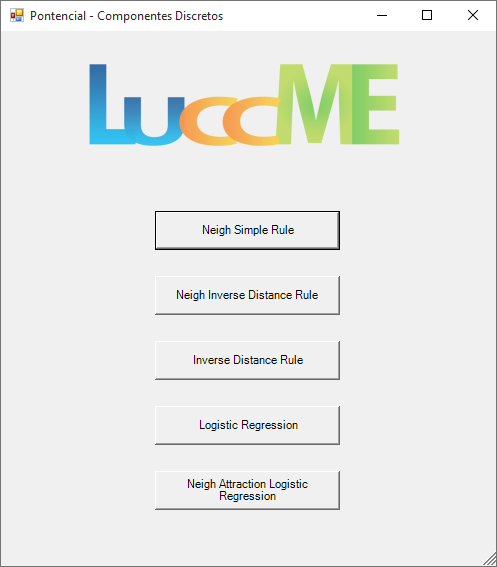 Pontencial - Componentes Discretos
LuccME
Neigh Simple Rule
Neigh Inverse Distance Rule
Inverse Distance Rule
Logistic Regression
Neigh Attraction Logistic
Regression